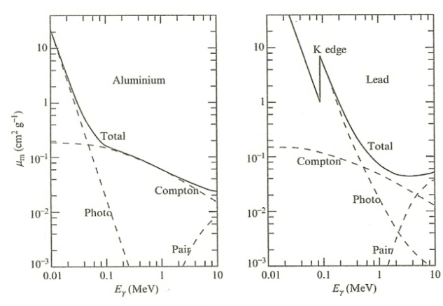 10
1
10⁻¹
10⁻²
10⁻³
μₘ (cm² g⁻¹)
Aluminium
Total
Compton
Photo
Pair
0.01
0.1
1
10
Eγ (MeV)
10
1
10⁻¹
10⁻²
10⁻³
K edge
Lead
Total
Compton
Photo
Pair
0.01
0.1
1
10
Eγ (MeV)